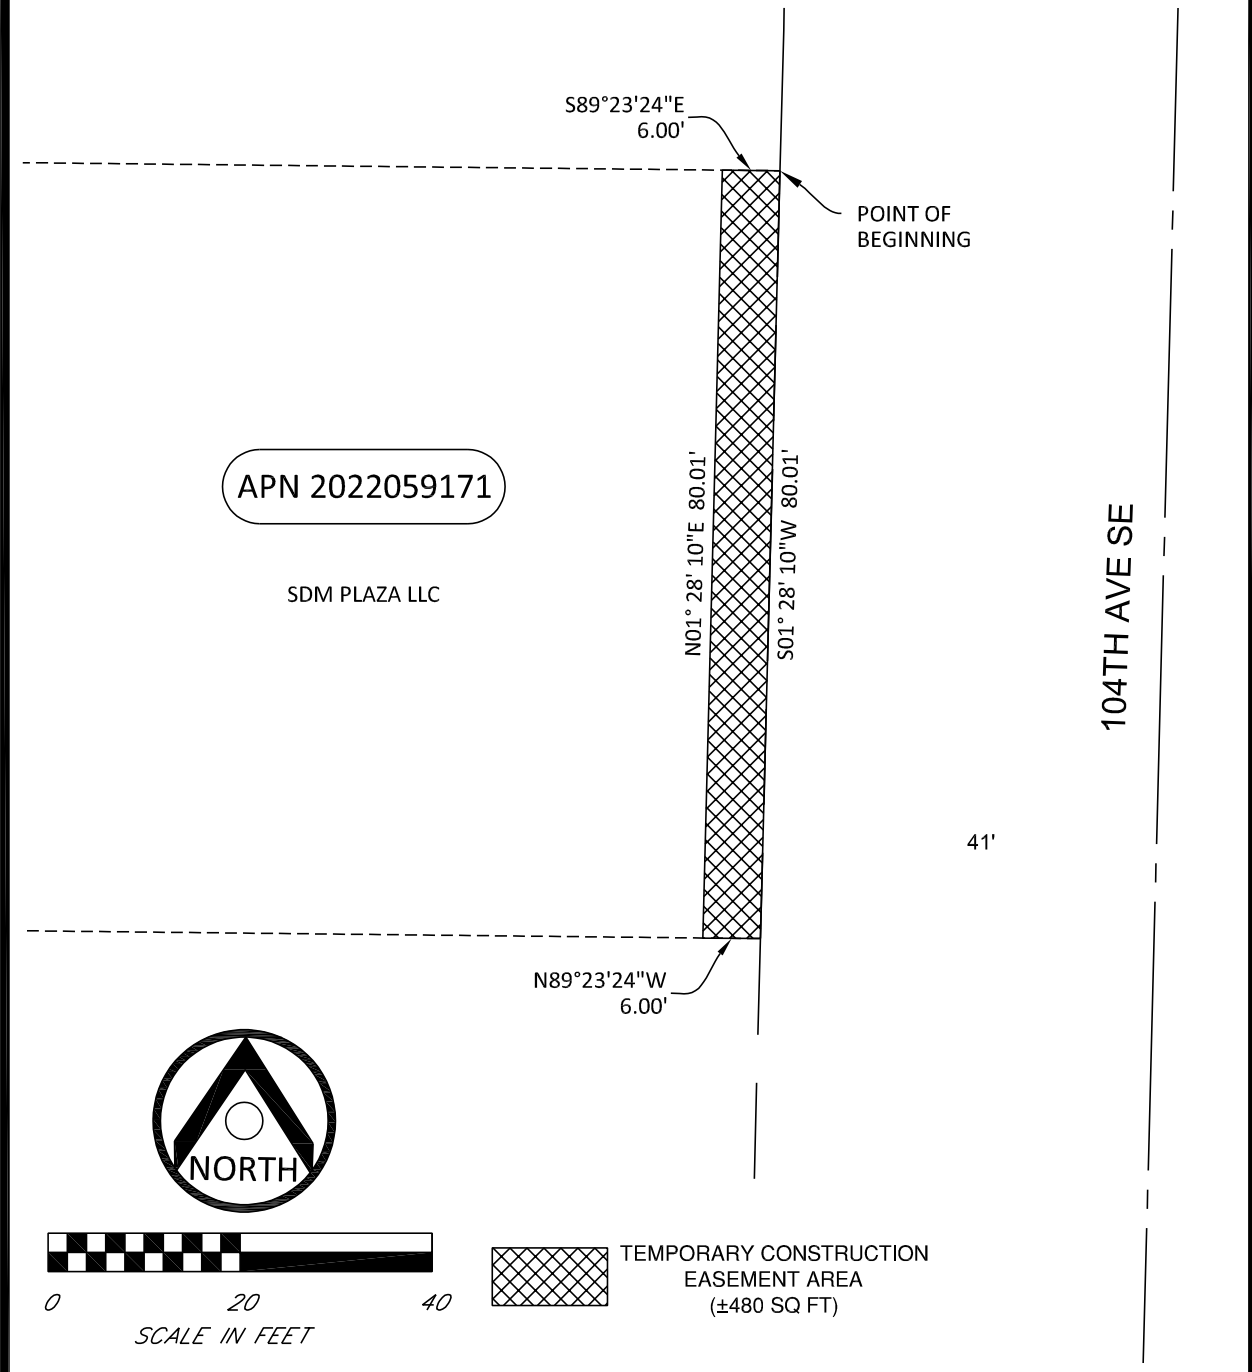 S89°23'24"E
6.00'
POINT OF
BEGINNING
APN 2022059171
SDM PLAZA LLC
N01° 28' 10"E 80.01'
S01° 28' 10"W 80.01'
104TH AVE SE
41'
N89°23'24"W
6.00'
NORTH
0 20 40
SCALE IN FEET
TEMPORARY CONSTRUCTION
EASEMENT AREA
(±480 SQ FT)